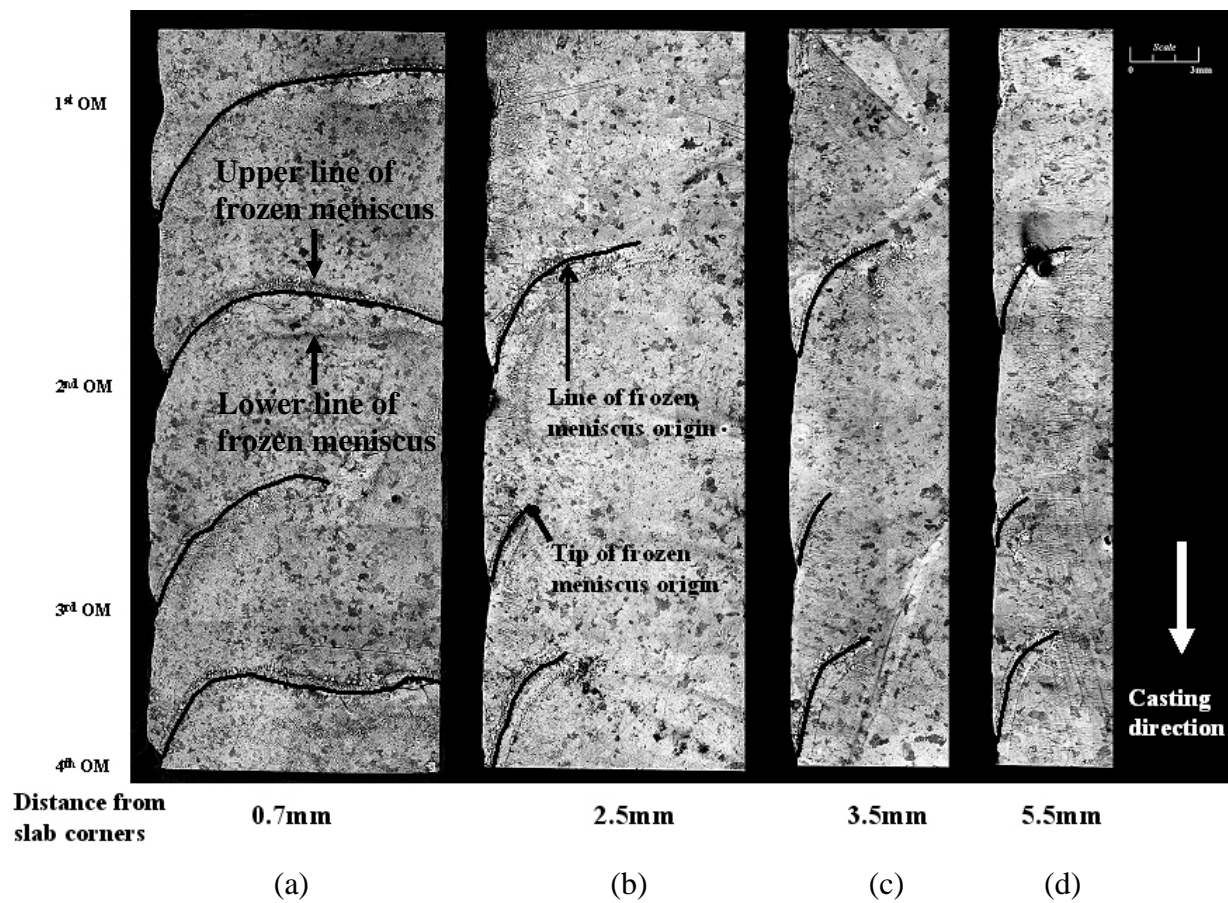 Scale
0 3mm
1st OM
Upper line of
frozen meniscus
2nd OM
Lower line of
frozen meniscus
Line of frozen
meniscus origin
Tip of frozen
meniscus origin
3rd OM
Casting
direction
4th OM
Distance from
slab corners
0.7mm 2.5mm 3.5mm 5.5mm
(a) (b) (c) (d)